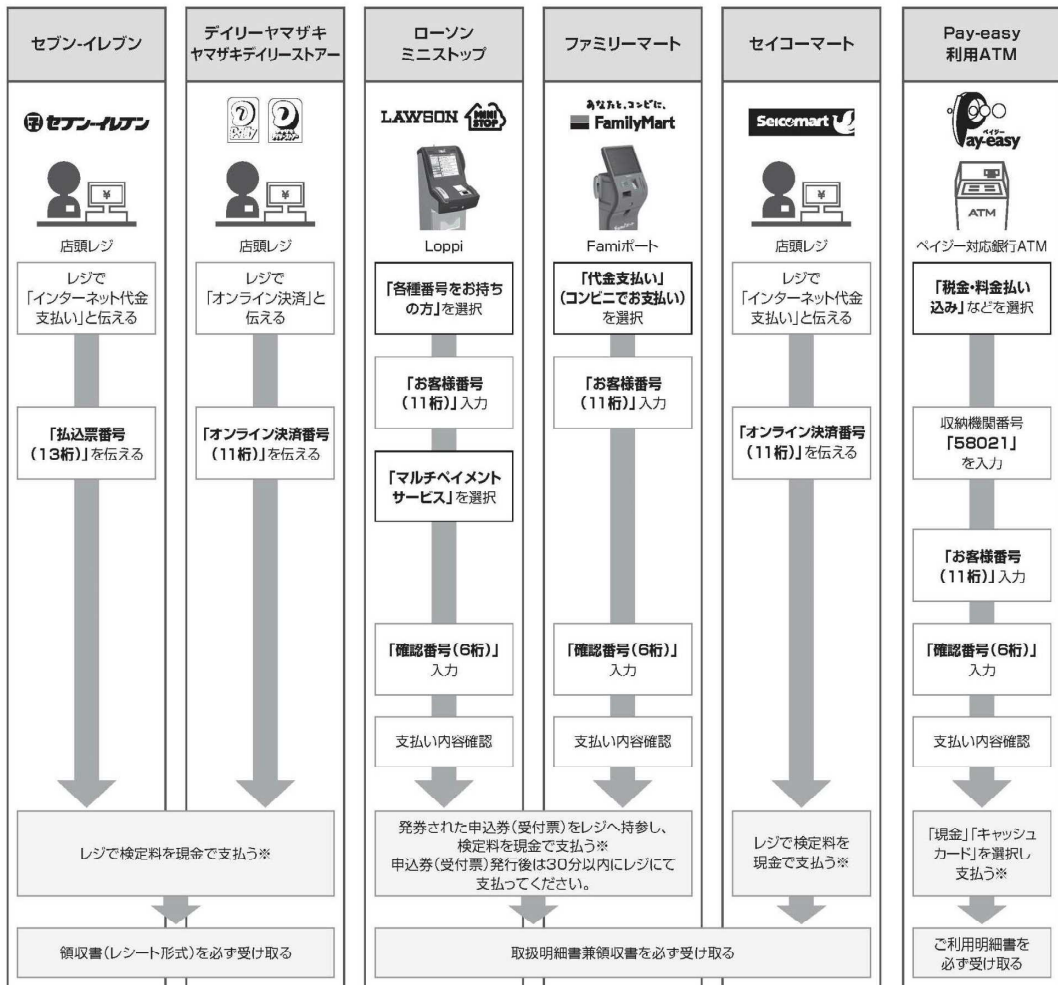 セブン-イレブン
セブン-イレブン
店頭レジ
レジで
「インターネット代金
支払い」と伝える
「払込票番号
(13桁)」を伝える
デイリーヤマザキ
ヤマザキデイリーストアー
店頭レジ
レジで
「オンライン決済」と
伝える
「オンライン決済番号
(11桁)」を伝える
レジで検定料を現金で支払う※
領収書(レシート形式)を必ず受け取る
ローソン
ミニストップ
LAWSON
MINI
STOP
Loppi
「各種番号をお持ち
の方」を選択
「お客様番号
(11桁)」入力
「マルチペイメント
サービス」を選択
「確認番号(6桁)」
入力
支払い内容確認
ファミリーマート
あなたと、コンビに、
FamilyMart
Famiポート
「代金支払い」
(コンビニでお支払い)
を選択
「お客様番号
(11桁)」入力
「確認番号(6桁)」
入力
支払い内容確認
発券された申込券(受付票)をレジへ持参し、
検定料を現金で支払う※
申込券(受付票)発行後は30分以内にレジにて
支払ってください。
セイコーマート
Seicomart
店頭レジ
レジで
「インターネット代金
支払い」と伝える
「オンライン決済番号
(11桁)」を伝える
レジで検定料を
現金で支払う※
取扱明細書兼領収書を必ず受け取る
Pay-easy
利用ATM
ペイジー
Pay-easy
ATM
ペイジー対応銀行ATM
「税金・料金払い
込み」などを選択
収納機関番号
「58021」
を入力
「お客様番号
(11桁)」入力
「確認番号(6桁)」
入力
支払い内容確認
「現金」「キャッシュ
カード」を選択し
支払う※
ご利用明細書を
必ず受け取る